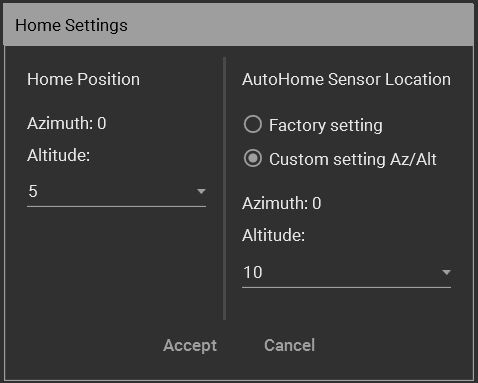 Home Settings
Home Position
Azimuth: 0
Altitude:
5
AutoHome Sensor Location
Factory setting
Custom setting Az/Alt
Azimuth: 0
Altitude:
10
Accept
Cancel